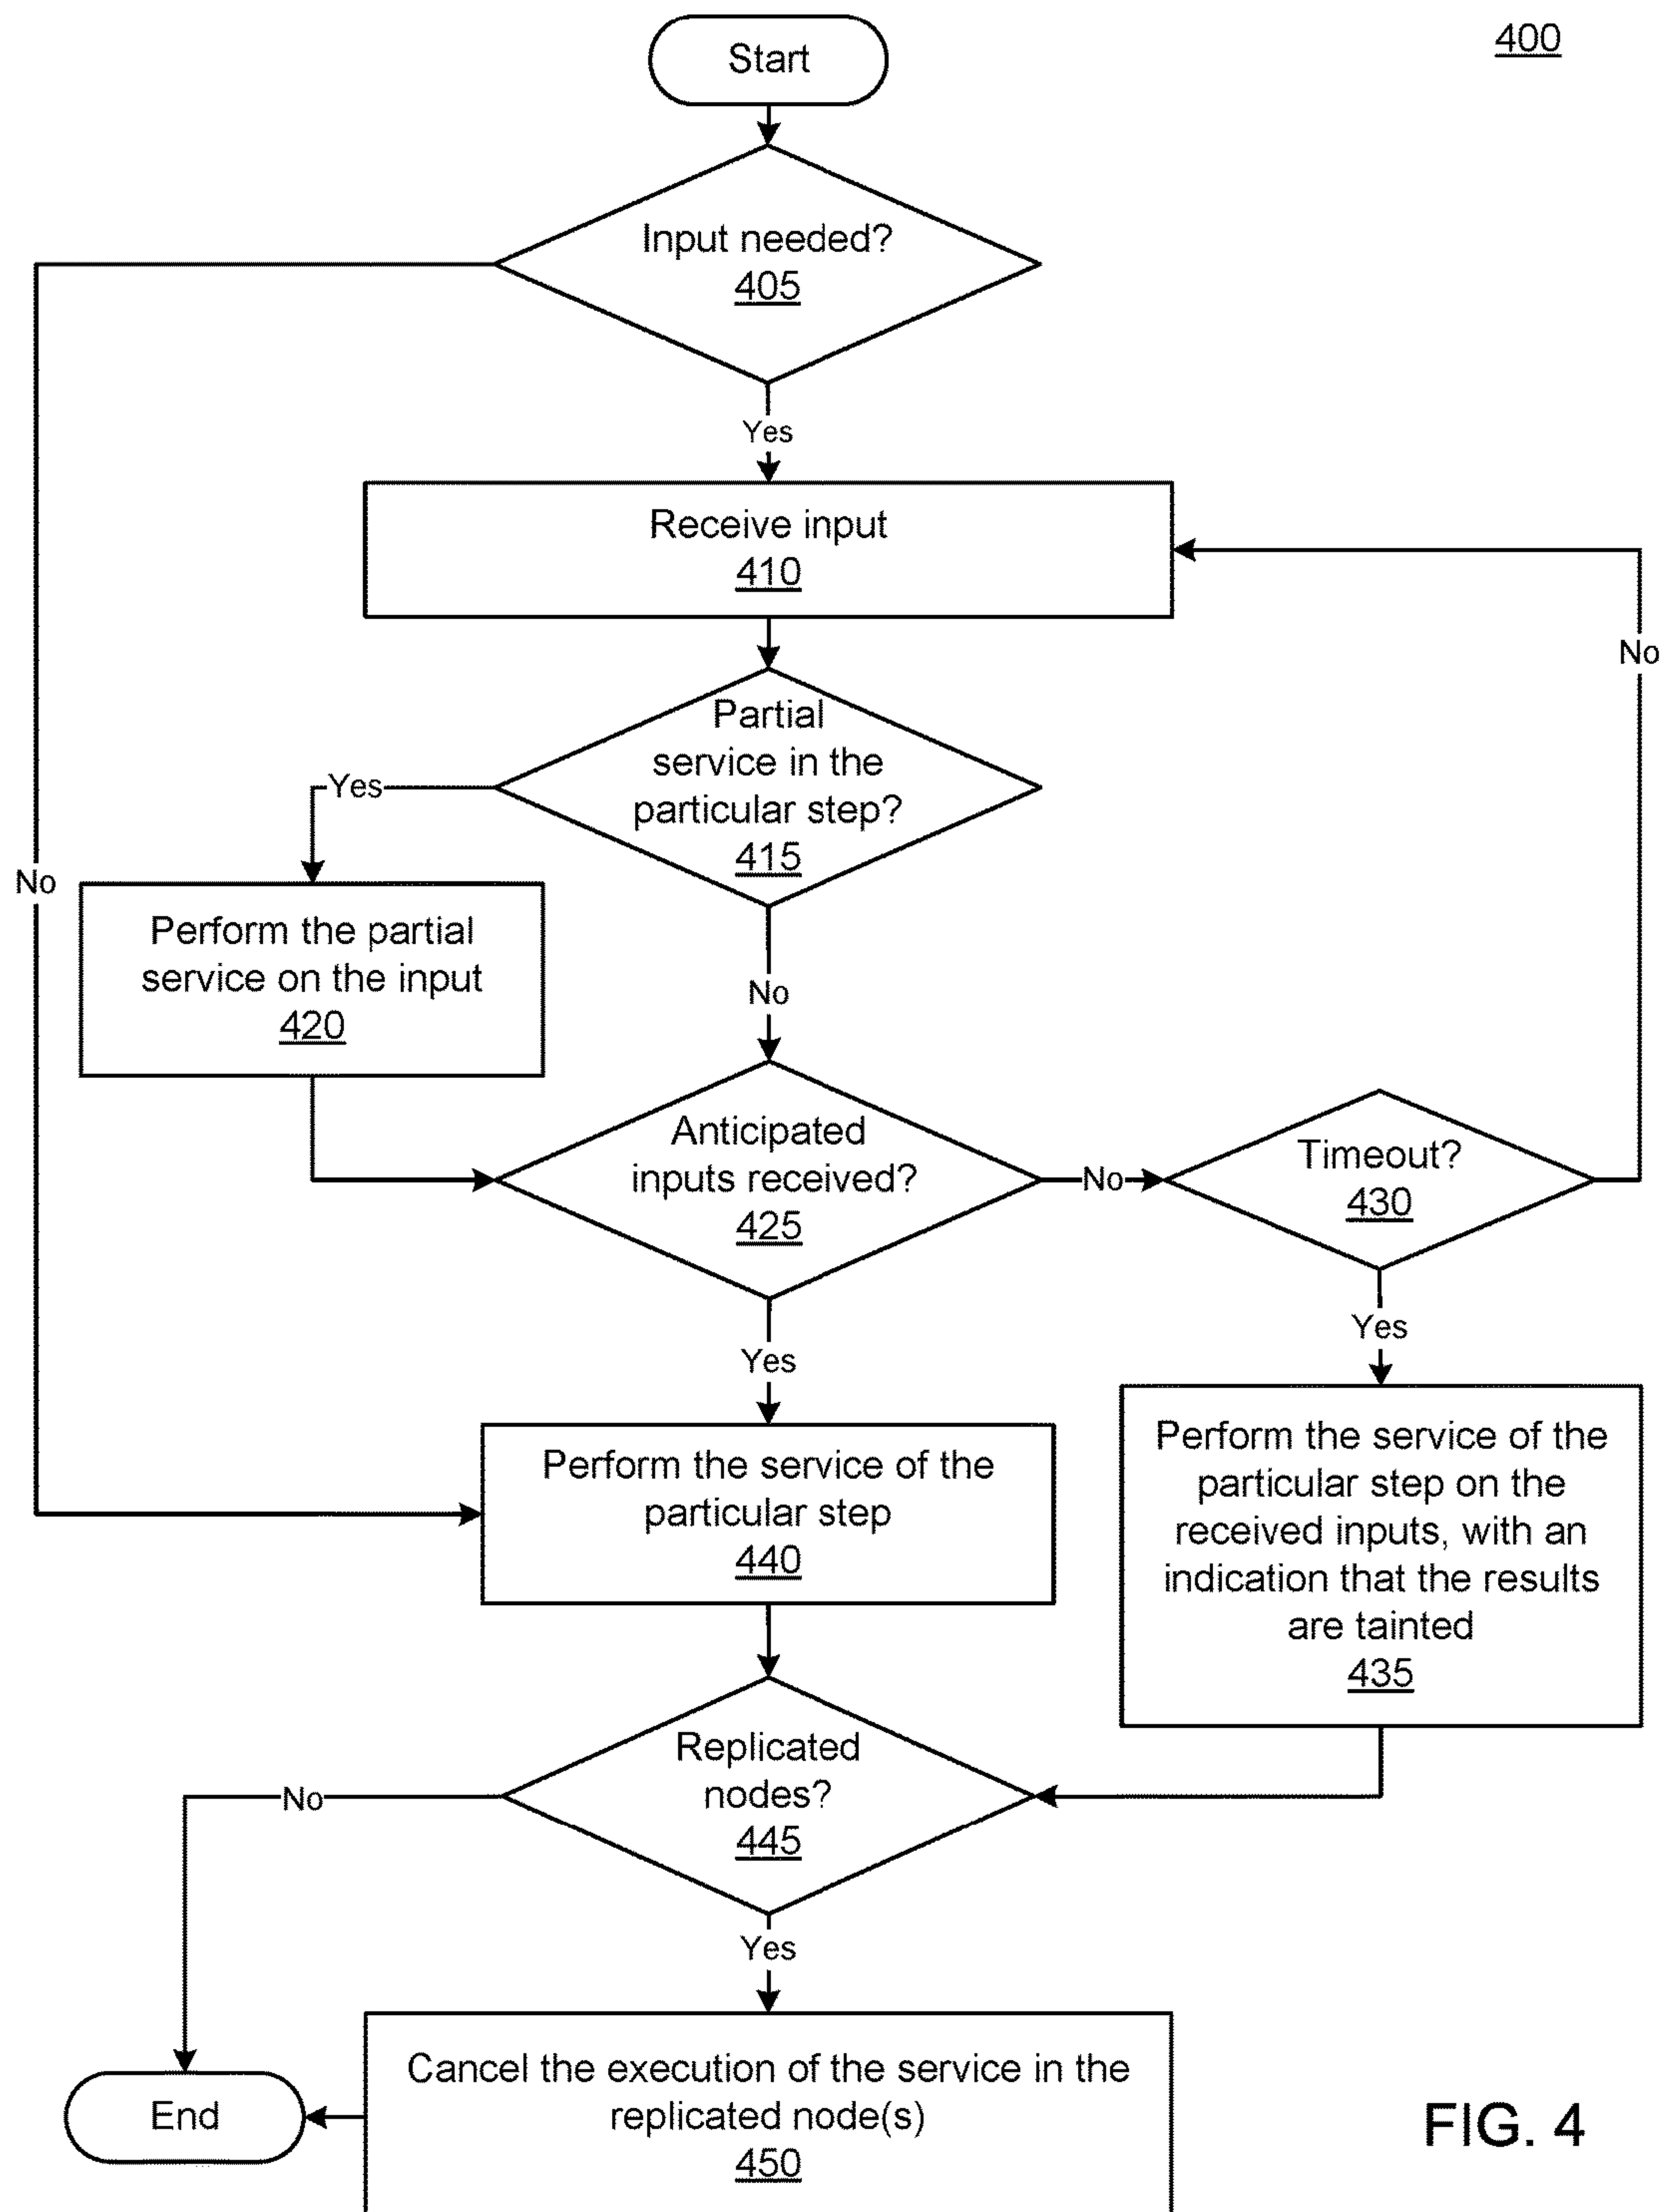 400
Start
Input needed?
405
Yes
Receive input
410
No
Partial
service in the
particular step?
415
Yes
No
Perform the partial
service on the input
420
No
Anticipated
inputs received?
425
No
Timeout?
430
Yes
Yes
Perform the service of the
particular step
440
Perform the service of the
particular step on the
received inputs, with an
indication that the results
are tainted
435
Replicated
nodes?
445
No
Yes
Cancel the execution of the service in the
replicated node(s)
450
End
FIG. 4